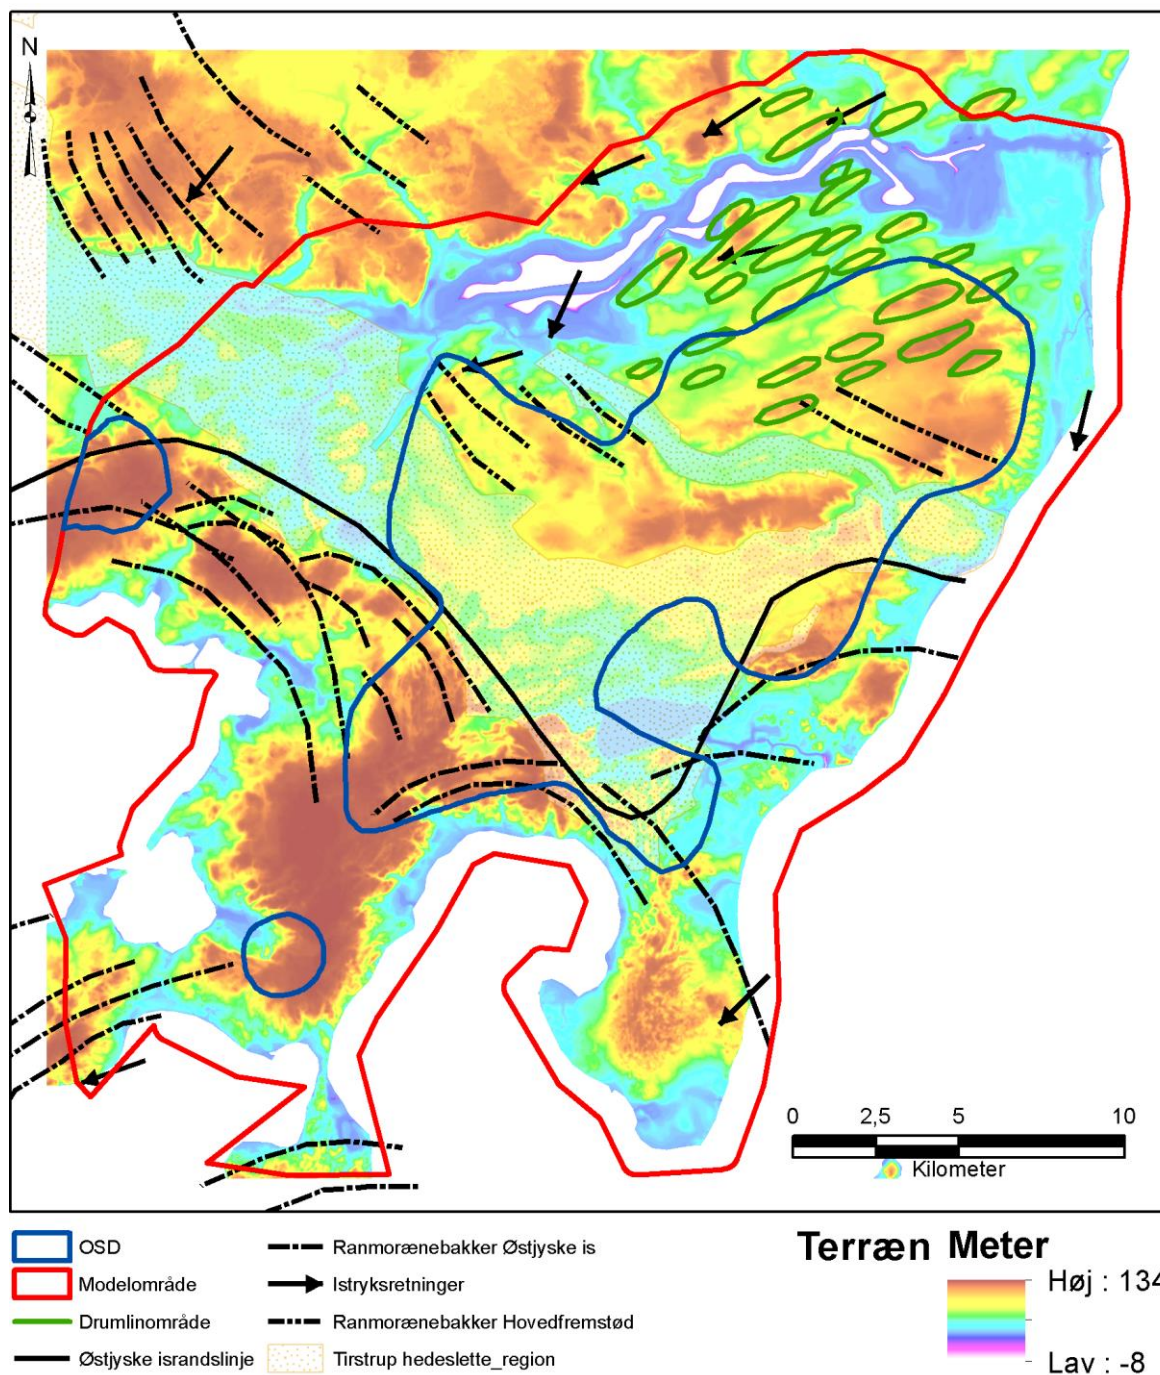 N
0 2,5 5 10
Kilometer
OSD
Modelområde
Drumlinområde
Østjyske israndslinje
Ranmorænebakker Østjyske is
Istryksretninger
Ranmorænebakker Hovedfremstød
Tirstrup hedeslette_region
Terræn Meter
Høj : 134
Lav : -8